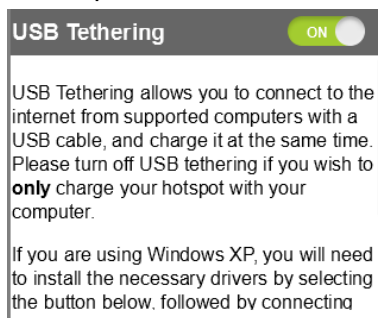 USB Tethering
ON
USB Tethering allows you to connect to the
internet from supported computers with a
USB cable, and charge it at the same time.
Please turn off USB tethering if you wish to
only charge your hotspot with your
computer.
If you are using Windows XP, you will need
to install the necessary drivers by selecting
the button below, followed by connecting